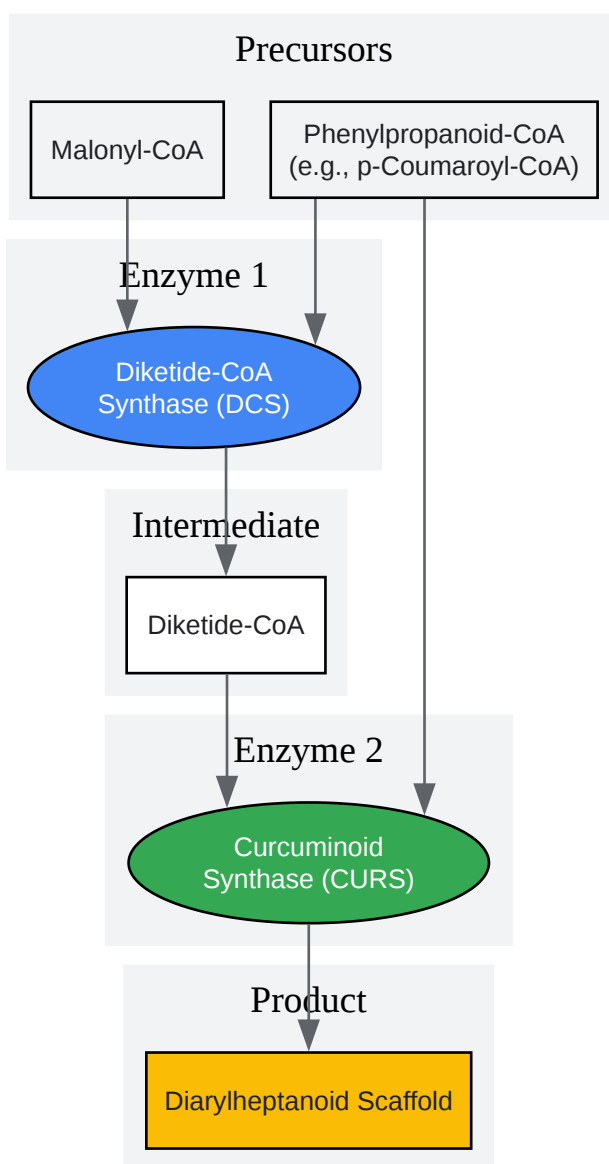 Precursors
Malonyl-CoA
Phenylpropanoid-CoA
(e.g., p-Coumaroyl-CoA)
Enzyme 1
Diketide-CoA
Synthase (DCS)
Intermediate
Diketide-CoA
Enzyme 2
Curcuminoid
Synthase (CURS)
Product
Diarylheptanoid Scaffold